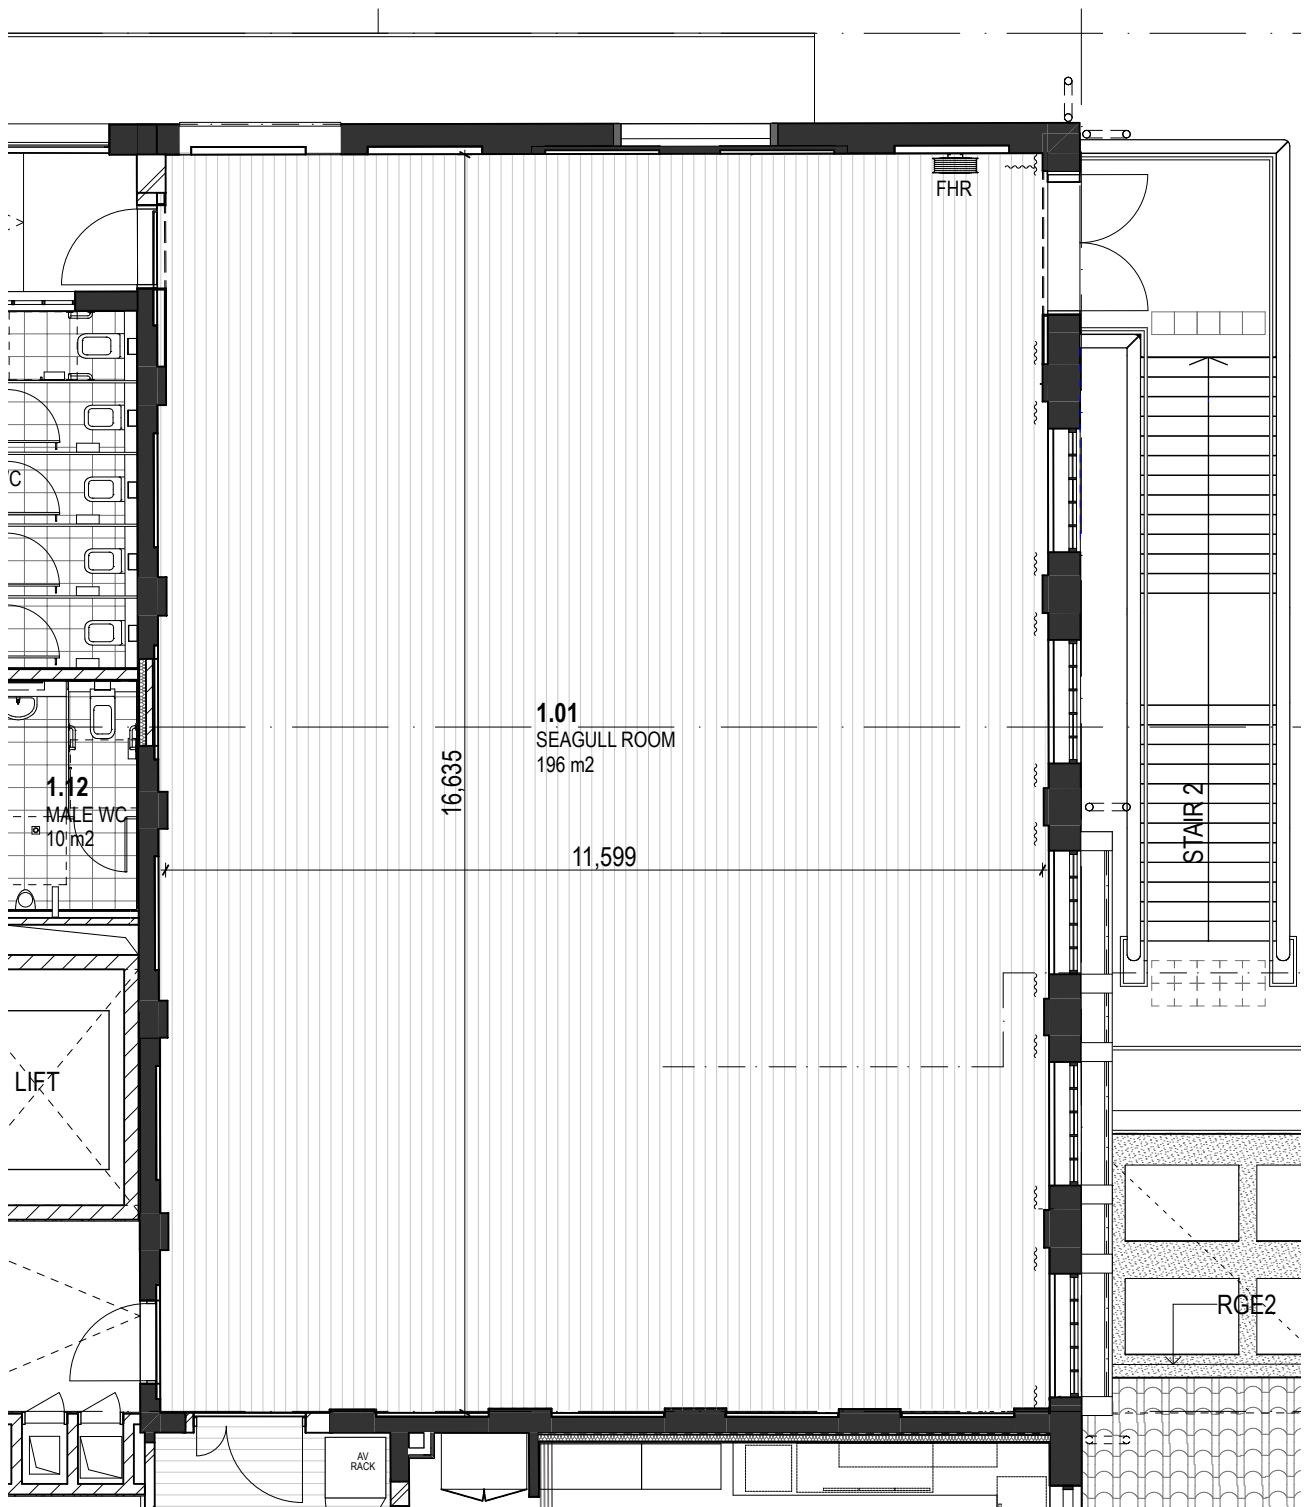 FHR
C
1.01
SEAGULL ROOM
196 m2
16,635
1.12
MALE WC
10 m2
11,599
STAIR 2
LIFT
RGE2
AV
RACK